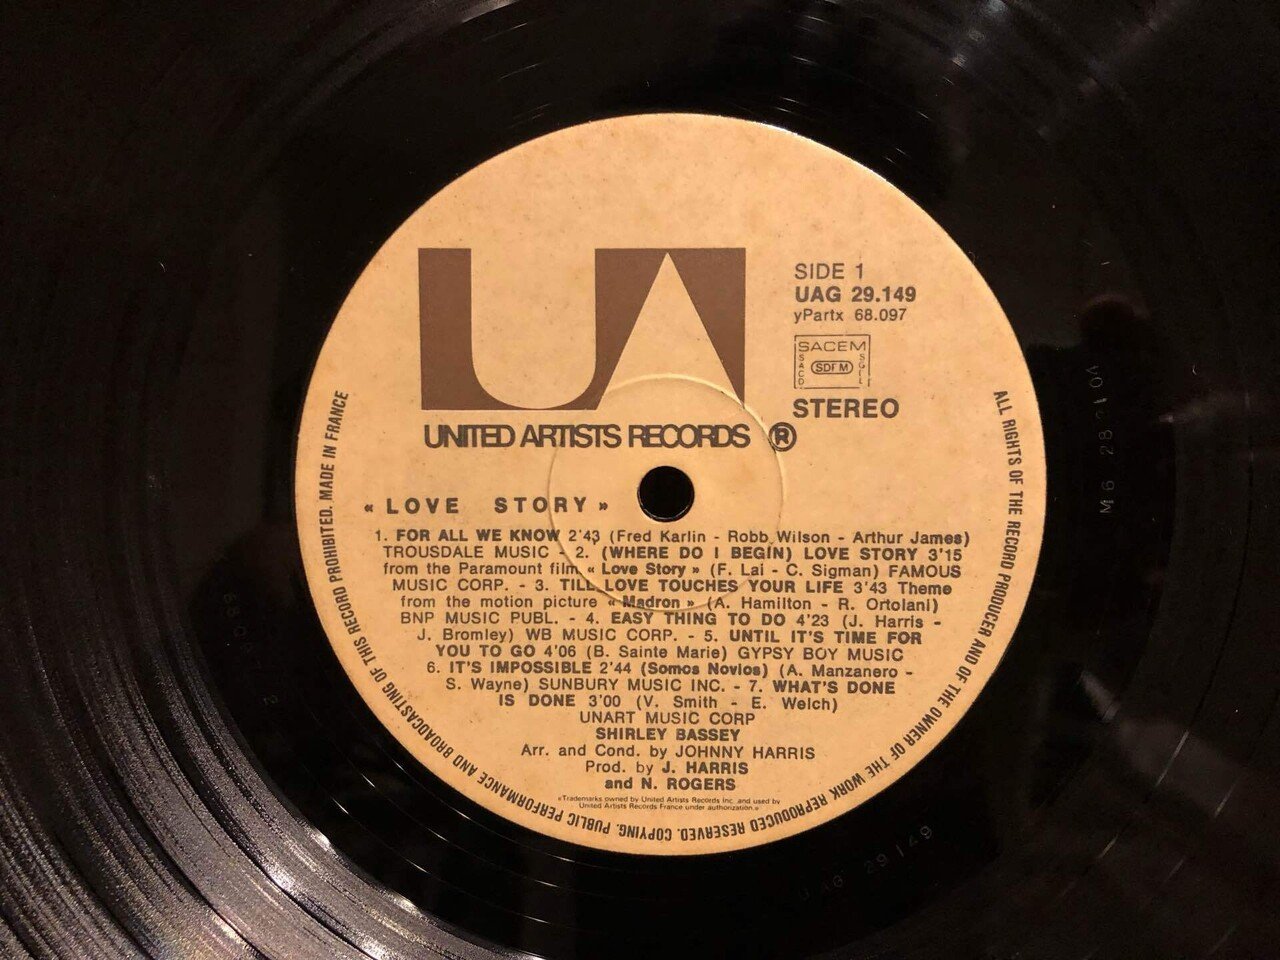 SIDE 1
UAG 29.149
yPartx 68.097
SACEM
SACD SDRM SGDL
STEREO
UNITED ARTISTS RECORDS ®
« LOVE STORY »
1. FOR ALL WE KNOW 2'43 (Fred Karlin - Robb Wilson - Arthur James)
TROUSDALE MUSIC - 2. (WHERE DO I BEGIN) LOVE STORY 3'15
from the Paramount film « Love Story » (F. Lai - C. Sigman) FAMOUS
MUSIC CORP. - 3. TILL LOVE TOUCHES YOUR LIFE 3'43 Theme
from the motion picture « Madron » (A. Hamilton - R. Ortolani)
BNP MUSIC PUBL. - 4. EASY THING TO DO 4'23 (J. Harris -
J. Bromley) WB MUSIC CORP. - 5. UNTIL IT'S TIME FOR
YOU TO GO 4'06 (B. Sainte Marie) GYPSY BOY MUSIC
6. IT'S IMPOSSIBLE 2'44 (Somos Novios) (A. Manzanero -
S. Wayne) SUNBURY MUSIC INC. - 7. WHAT'S DONE
IS DONE 3'00 (V. Smith - E. Welch)
UNART MUSIC CORP
SHIRLEY BASSEY
Arr. and Cond. by JOHNNY HARRIS
Prod. by J. HARRIS
and N. ROGERS
«Trademarks owned by United Artists Records Inc. and used by
United Artists Records France under authorization.»
ALL RIGHTS OF THE RECORD PRODUCER AND OF THE OWNER OF THE WORK REPRODUCED RESERVED. COPYING. PUBLIC PERFORMANCE AND BROADCASTING OF THIS RECORD PROHIBITED. MADE IN FRANCE
UAG 29149